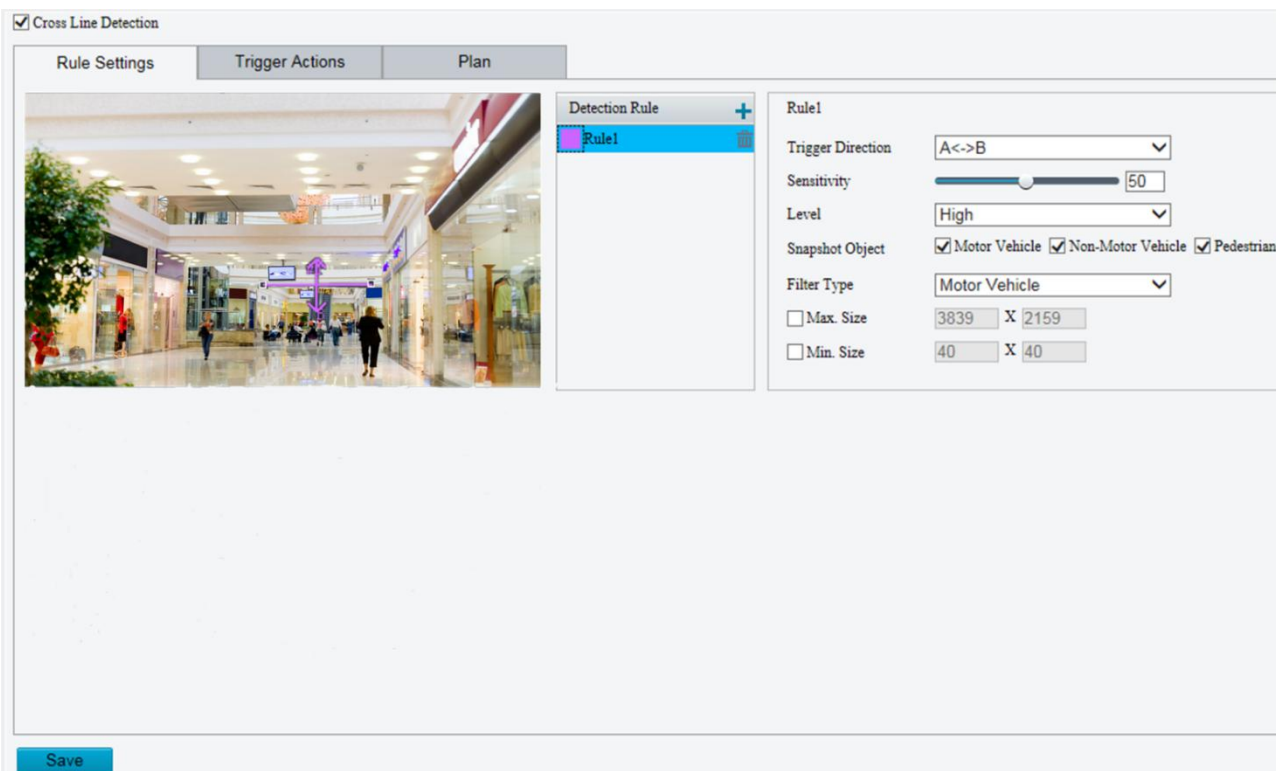 Cross Line Detection
Rule Settings
Trigger Actions
Plan
Detection Rule
Rule1
Rule1
Trigger Direction A<->B
Sensitivity 50
Level High
Snapshot Object Motor Vehicle Non-Motor Vehicle Pedestrian
Filter Type Motor Vehicle
Max. Size 3839 X 2159
Min. Size 40 X 40
Save